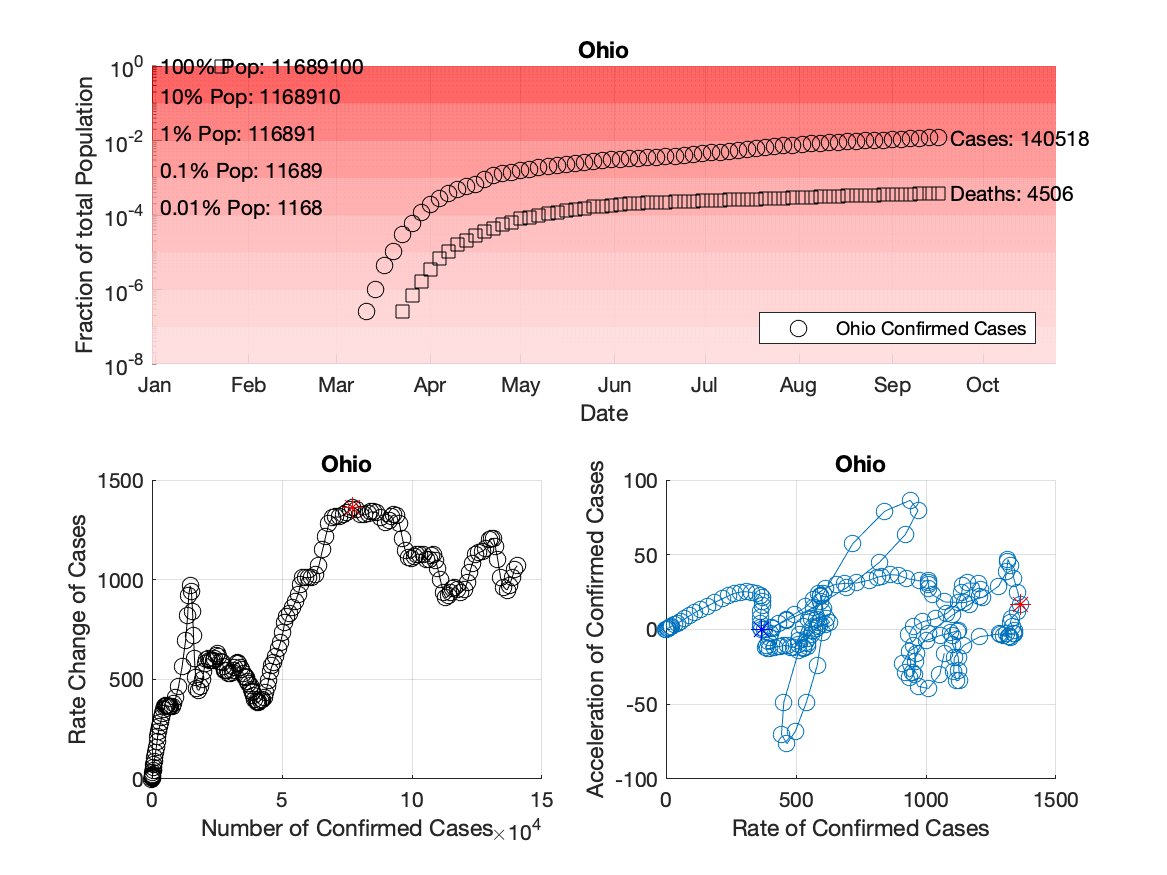 Ohio
Fraction of total Population
10^0
10^-2
10^-4
10^-6
10^-8
100% Pop: 11689100
10% Pop: 1168910
1% Pop: 116891
0.1% Pop: 11689
0.01% Pop: 1168
Cases: 140518
Deaths: 4506
Ohio Confirmed Cases
Jan Feb Mar Apr May Jun Jul Aug Sep Oct
Date
Ohio
Rate Change of Cases
1500
1000
500
0
0 5 10 15
Number of Confirmed Cases ×10^4
Ohio
Acceleration of Confirmed Cases
100
50
0
-50
-100
0 500 1000 1500
Rate of Confirmed Cases